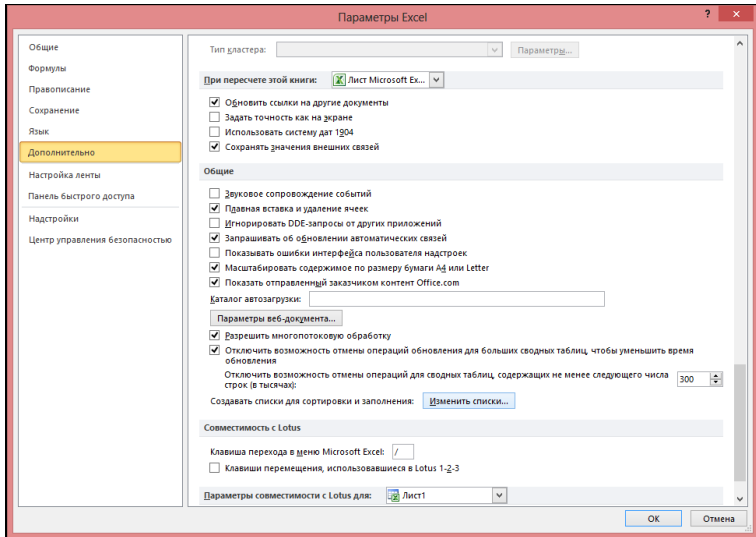 Параметры Excel
?
Общие
Формулы
Правописание
Сохранение
Язык
Дополнительно
Настройка ленты
Панель быстрого доступа
Надстройки
Центр управления безопасностью
Тип кластера:
Параметры...
При пересчете этой книги:
Лист Microsoft Ex...
Обновить ссылки на другие документы
Задать точность как на экране
Использовать систему дат 1904
Сохранять значения внешних связей
Общие
Звуковое сопровождение событий
Плавная вставка и удаление ячеек
Игнорировать DDE-запросы от других приложений
Запрашивать об обновлении автоматических связей
Показывать ошибки интерфейса пользователя надстроек
Масштабировать содержимое по размеру бумаги A4 или Letter
Показать отправленный заказчиком контент Office.com
Каталог автозагрузки:
Параметры веб-документа...
Разрешить многопотоковую обработку
Отключить возможность отмены операций обновления для больших сводных таблиц, чтобы уменьшить время
обновления
Отключить возможность отмены операций для сводных таблиц, содержащих не менее следующего числа
строк (в тысячах):
300
Создавать списки для сортировки и заполнения:
Изменить списки...
Совместимость с Lotus
Клавиша перехода в меню Microsoft Excel:
/
Клавиши перемещения, использовавшиеся в Lotus 1-2-3
Параметры совместимости с Lotus для:
Лист1
ОК
Отмена